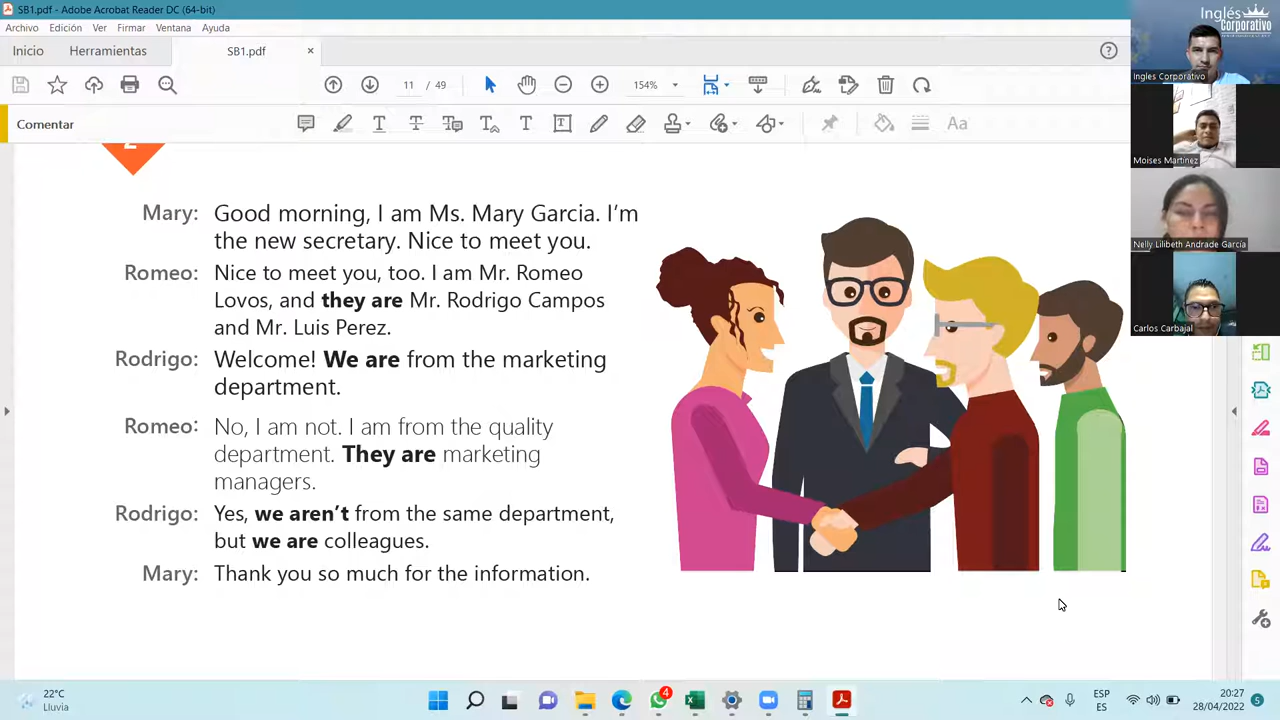 SB1.pdf - Adobe Acrobat Reader DC (64-bit)
Archivo Edición Ver Firmar Ventana Ayuda
Inicio Herramientas SB1.pdf ×
11 / 49 154%
Comentar
2
Mary: Good morning, I am Ms. Mary Garcia. I'm
the new secretary. Nice to meet you.
Romeo: Nice to meet you, too. I am Mr. Romeo
Lovos, and they are Mr. Rodrigo Campos
and Mr. Luis Perez.
Rodrigo: Welcome! We are from the marketing
department.
Romeo: No, I am not. I am from the quality
department. They are marketing
managers.
Rodrigo: Yes, we aren't from the same department,
but we are colleagues.
Mary: Thank you so much for the information.
Inglés
Corporativo
Ingles Corporativo
Moises Martinez
Nelly Lilibeth Andrade García
Carlos Carbajal
22°C
Lluvia
4
ESP
ES
20:27
28/04/2022
5